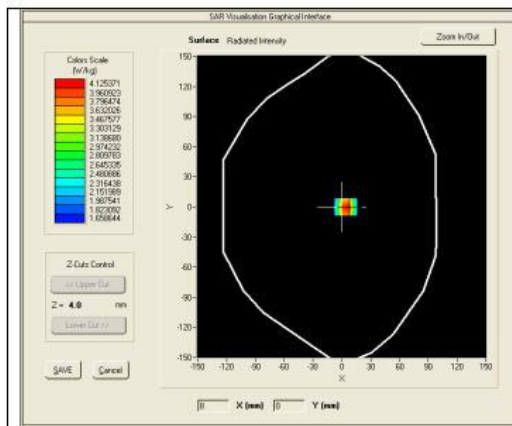 SAR Visualisation Graphical Interface
Surface Radiated Intensity
Zoom In/Out
Colors Scale
(W/kg)
4.125371
3.960923
3.796474
3.632026
3.467577
3.303129
3.138680
2.974232
2.809783
2.645335
2.480886
2.316438
2.151989
1.987541
1.823092
1.658644
Z-Cuts Control
<< Upper Cut
Z = 4.0 mm
Lower Cut >>
SAVE Cancel
150
120
90
60
30
0
-30
-60
-90
-120
-150
Y
-150 -120 -90 -60 -30 0 30 60 90 120 150
X
8 X (mm) 0 Y (mm)